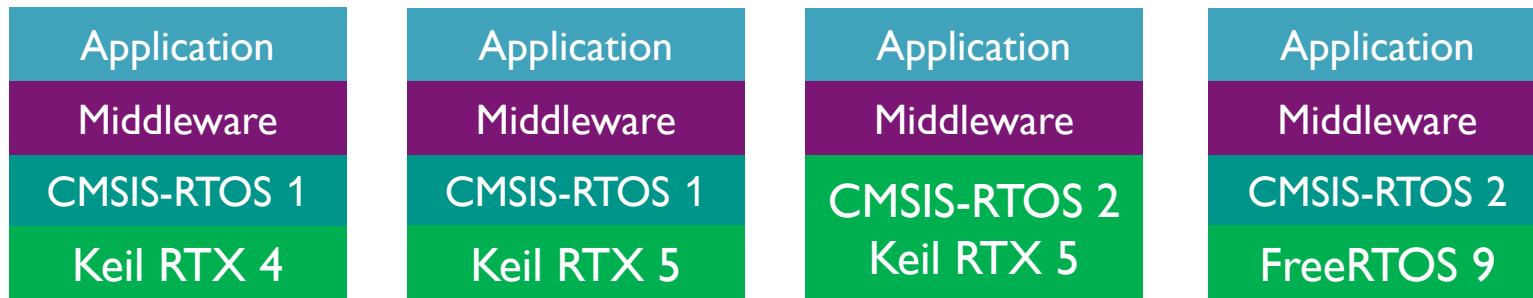 Application
Middleware
CMSIS-RTOS 1
Keil RTX 4
Application
Middleware
CMSIS-RTOS 1
Keil RTX 5
Application
Middleware
CMSIS-RTOS 2
Keil RTX 5
Application
Middleware
CMSIS-RTOS 2
FreeRTOS 9